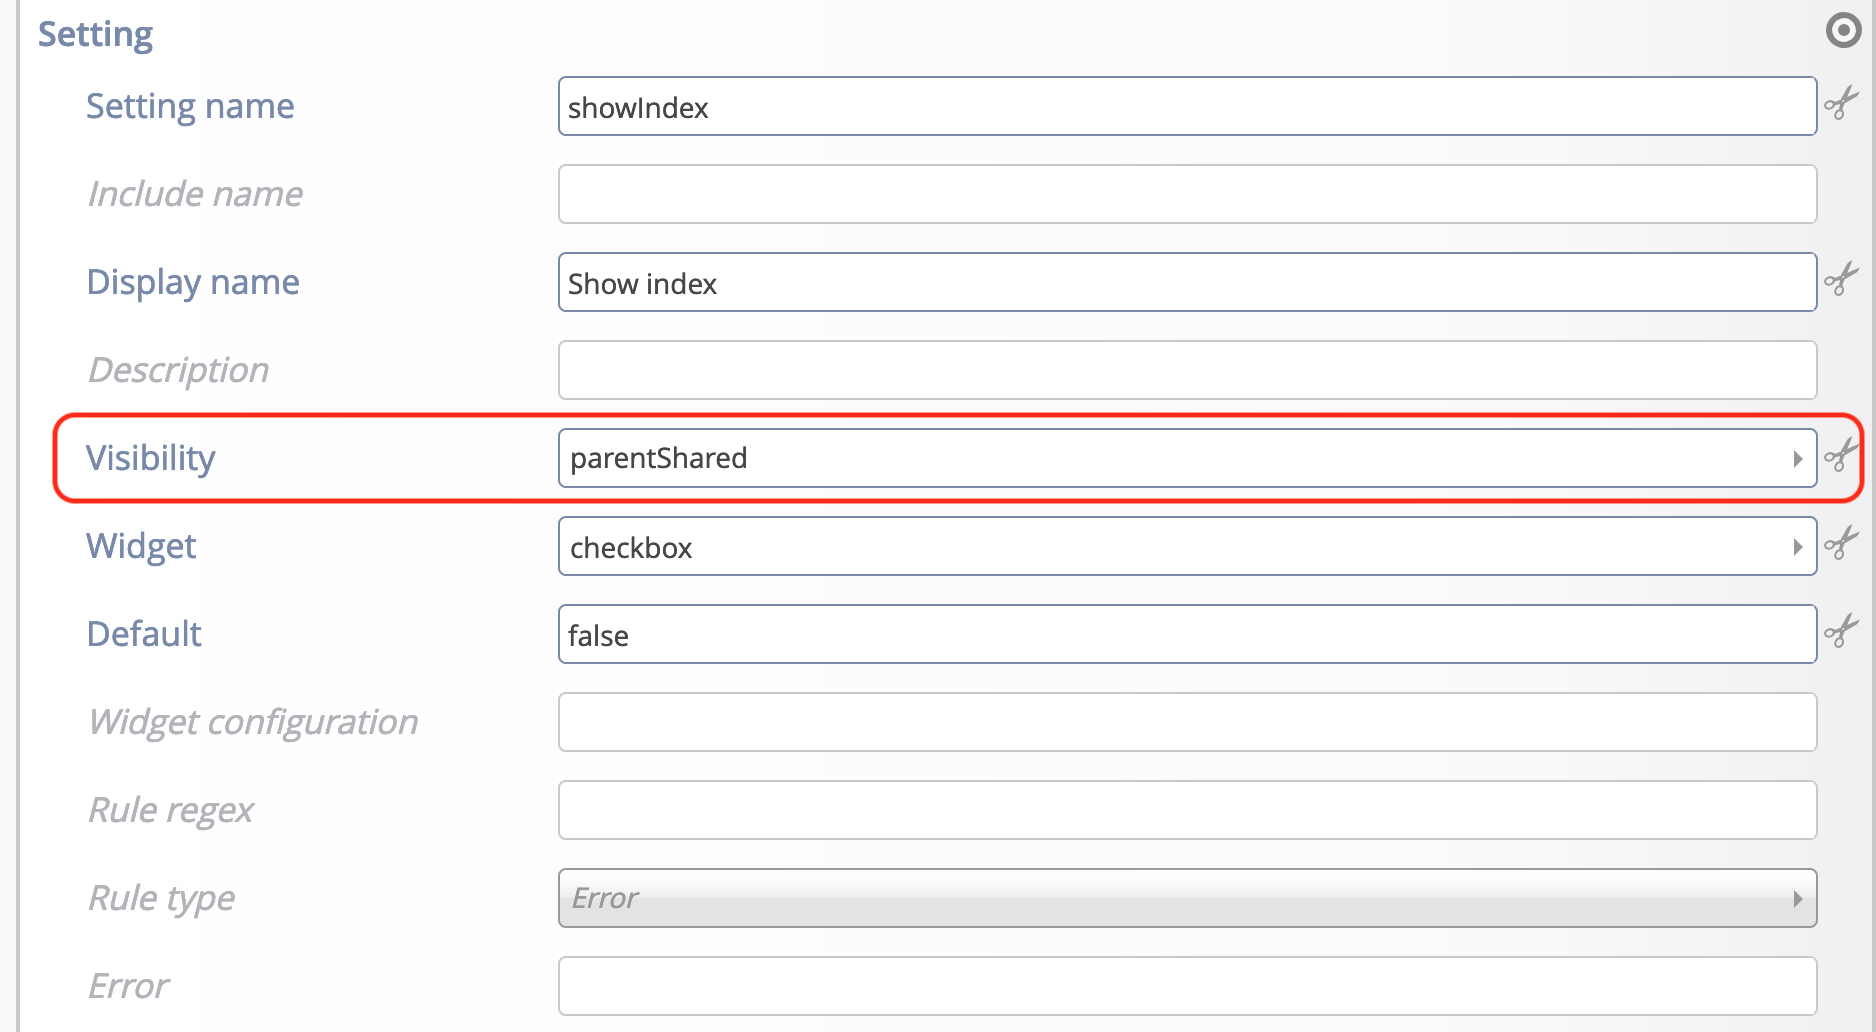 Setting
Setting name showIndex
Include name
Display name Show index
Description
Visibility parentShared
Widget checkbox
Default false
Widget configuration
Rule regex
Rule type Error
Error